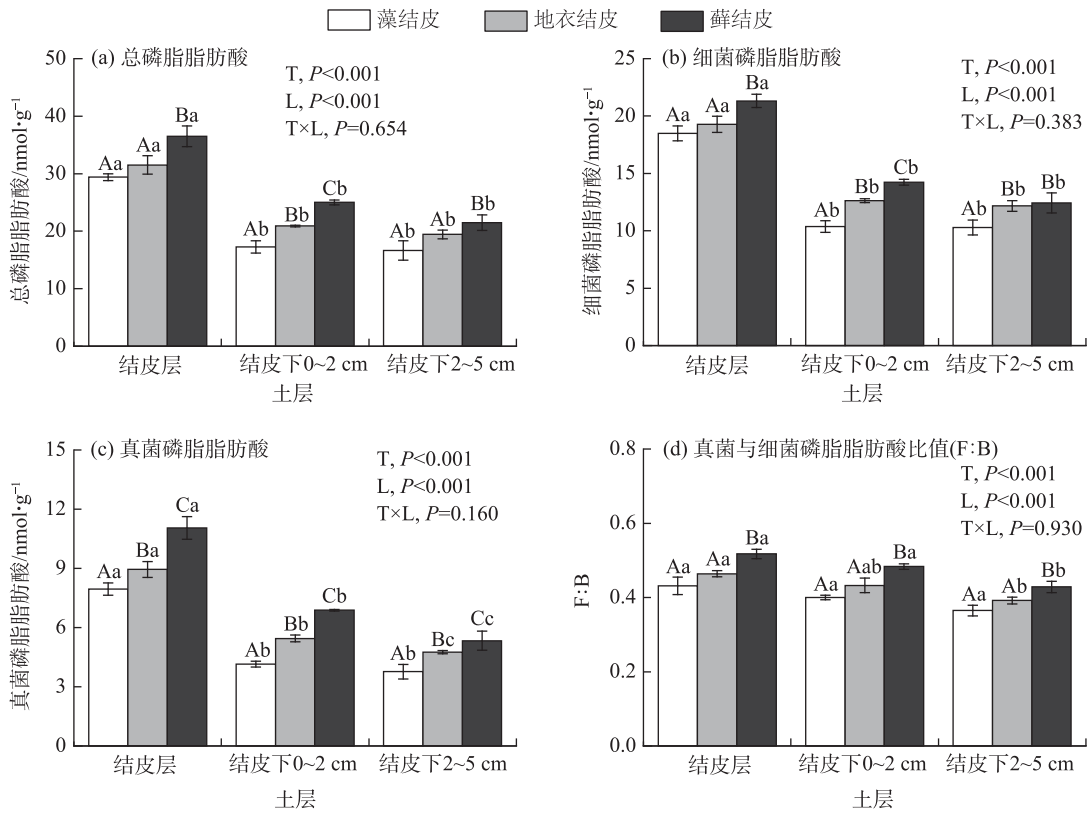 藻结皮 地衣结皮 藓结皮
(a) 总磷脂脂肪酸
T, P<0.001
L, P<0.001
T×L, P=0.654
总磷脂脂肪酸/nmol·g⁻¹
50
40
30
20
10
0
Aa Aa Ba
Ab Bb Cb
Ab Ab Bb
结皮层 结皮下0~2 cm 结皮下2~5 cm
土层
(b) 细菌磷脂脂肪酸
T, P<0.001
L, P<0.001
T×L, P=0.383
细菌磷脂脂肪酸/nmol·g⁻¹
25
20
15
10
5
0
Aa Aa Ba
Ab Bb Cb
Ab Bb Bb
结皮层 结皮下0~2 cm 结皮下2~5 cm
土层
(c) 真菌磷脂脂肪酸
T, P<0.001
L, P<0.001
T×L, P=0.160
真菌磷脂脂肪酸/nmol·g⁻¹
15
12
9
6
3
0
Aa Ba Ca
Ab Bb Cb
Ab Bc Cc
结皮层 结皮下0~2 cm 结皮下2~5 cm
土层
(d) 真菌与细菌磷脂脂肪酸比值(F∶B)
T, P<0.001
L, P<0.001
T×L, P=0.930
F∶B
0.8
0.6
0.4
0.2
0.0
Aa Aa Ba
Aa Aab Ba
Aa Ab Bb
结皮层 结皮下0~2 cm 结皮下2~5 cm
土层